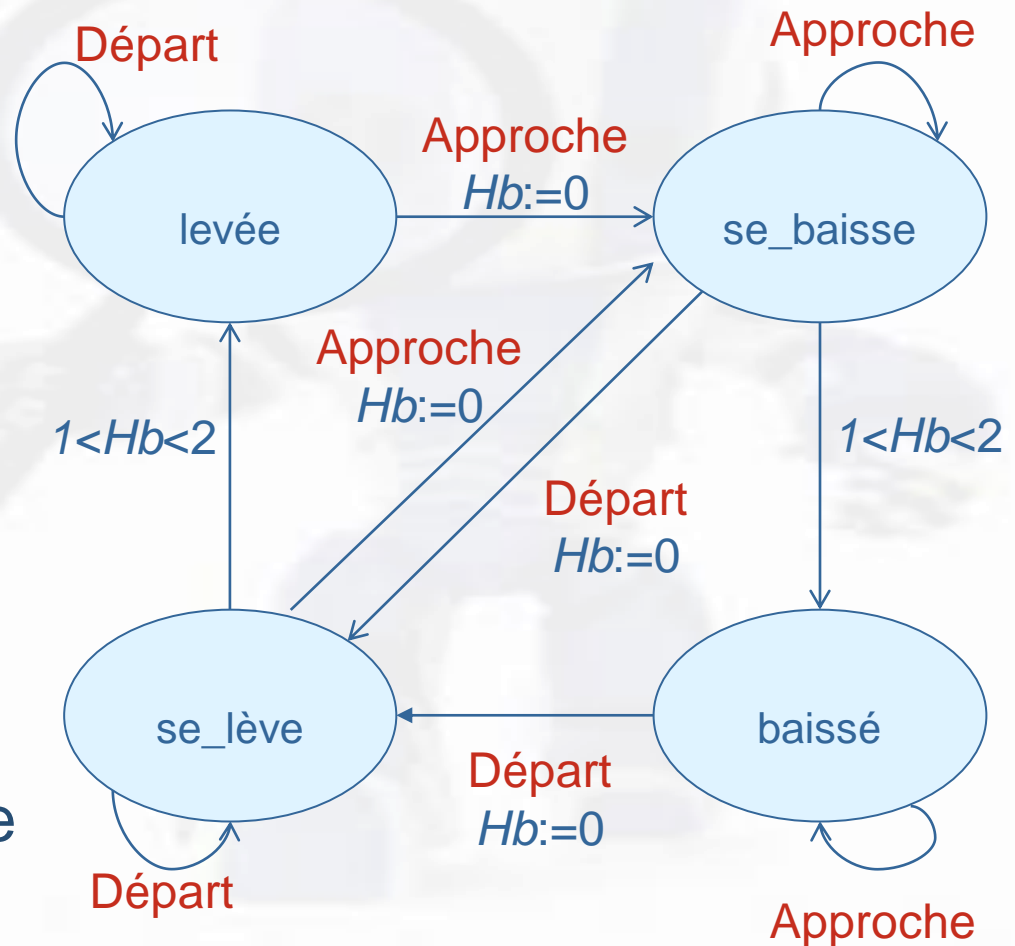 Départ
Approche
Approche
Hb:=0
levée
se_baisse
Approche
Hb:=0
1<Hb<2
1<Hb<2
Départ
Hb:=0
se_lève
baissé
Départ
Hb:=0
e
Départ
Approche